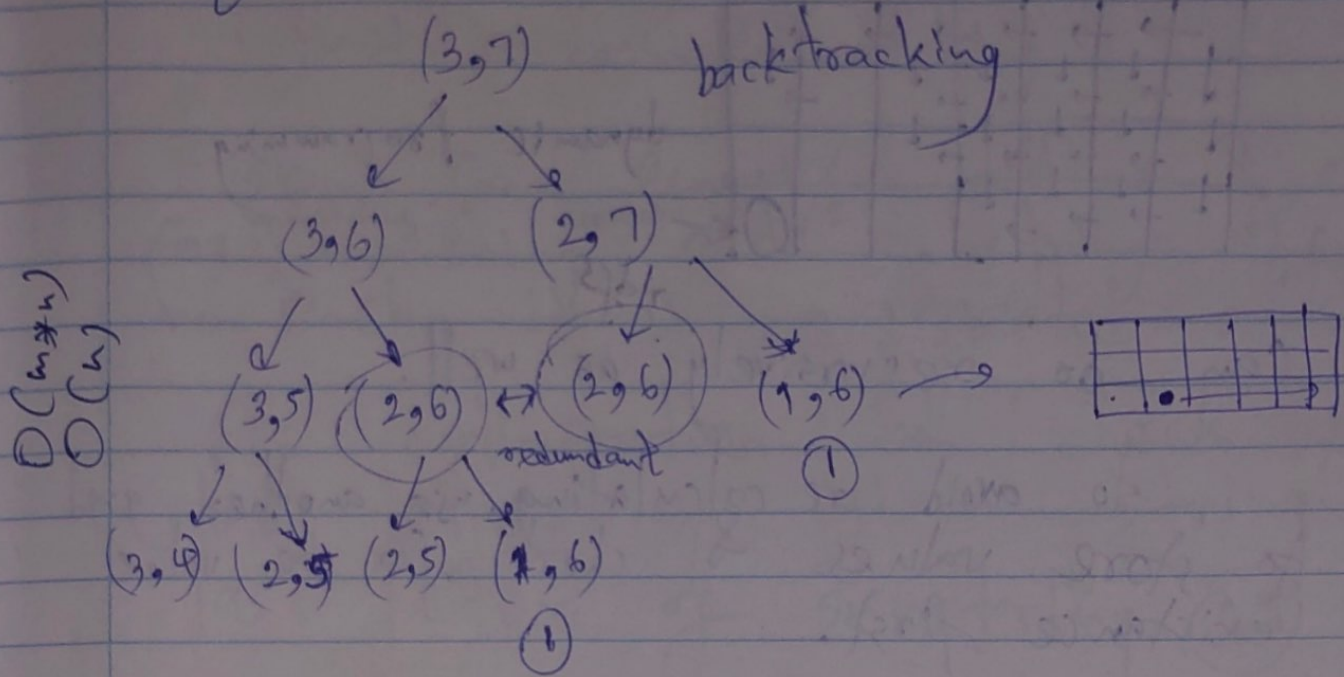 (3,7) backtracking
(3,6) (2,7)
(3,5) (2,6) ↔ (2,6) (1,6) →
redundant
1
(3,4) (2,5) (2,5) (1,6)
1
O(m*n)
O(n)